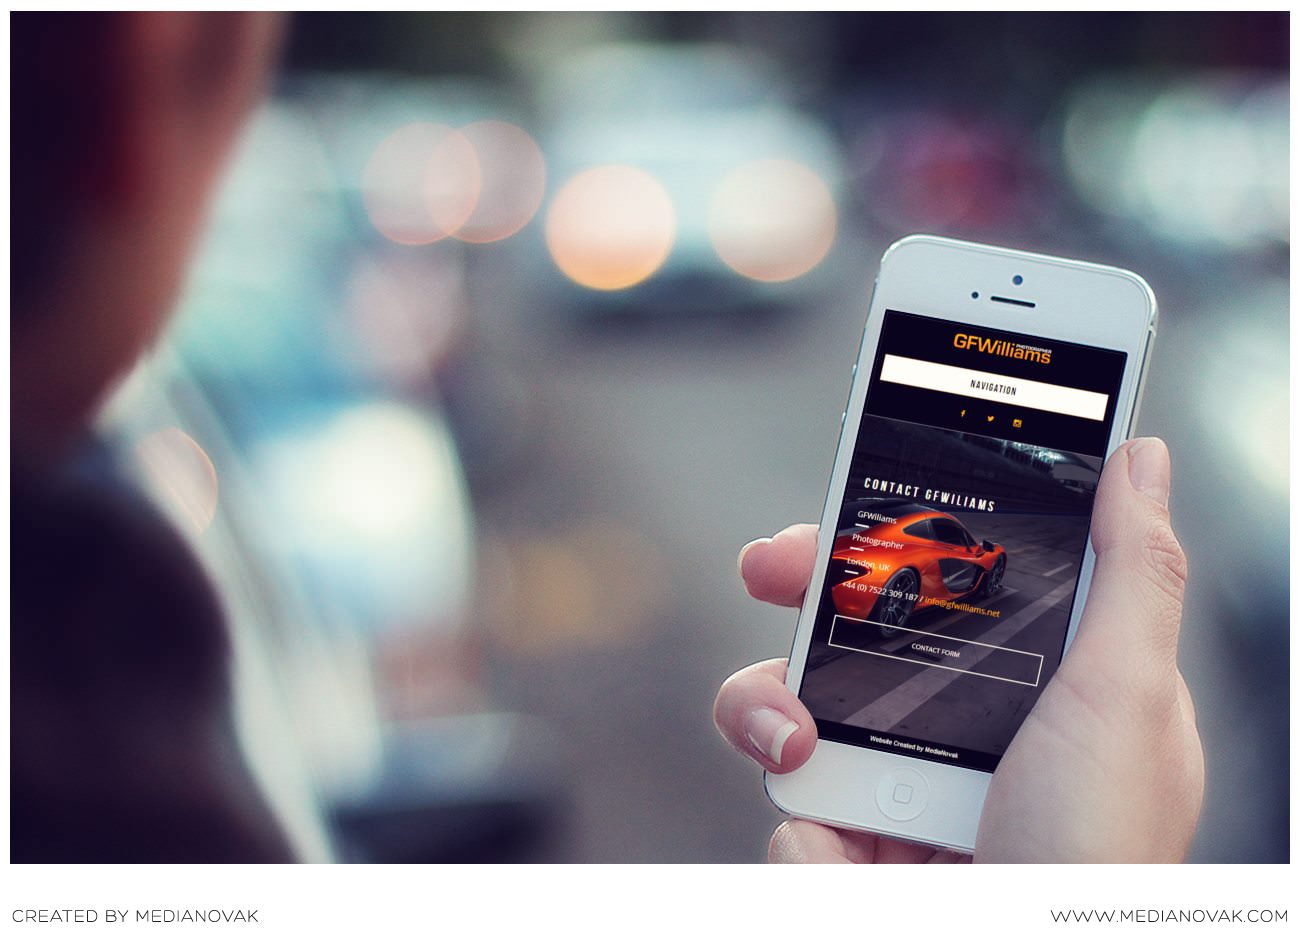 GFWilliams
PHOTOGRAPHER
NAVIGATION
CONTACT GFWILIAMS
GFWilliams
Photographer
London, UK
+44 (0) 7522 309 187 / info@gfwilliams.net
CONTACT FORM
Website Created by MediaNovak
CREATED BY MEDIANOVAK
WWW.MEDIANOVAK.COM